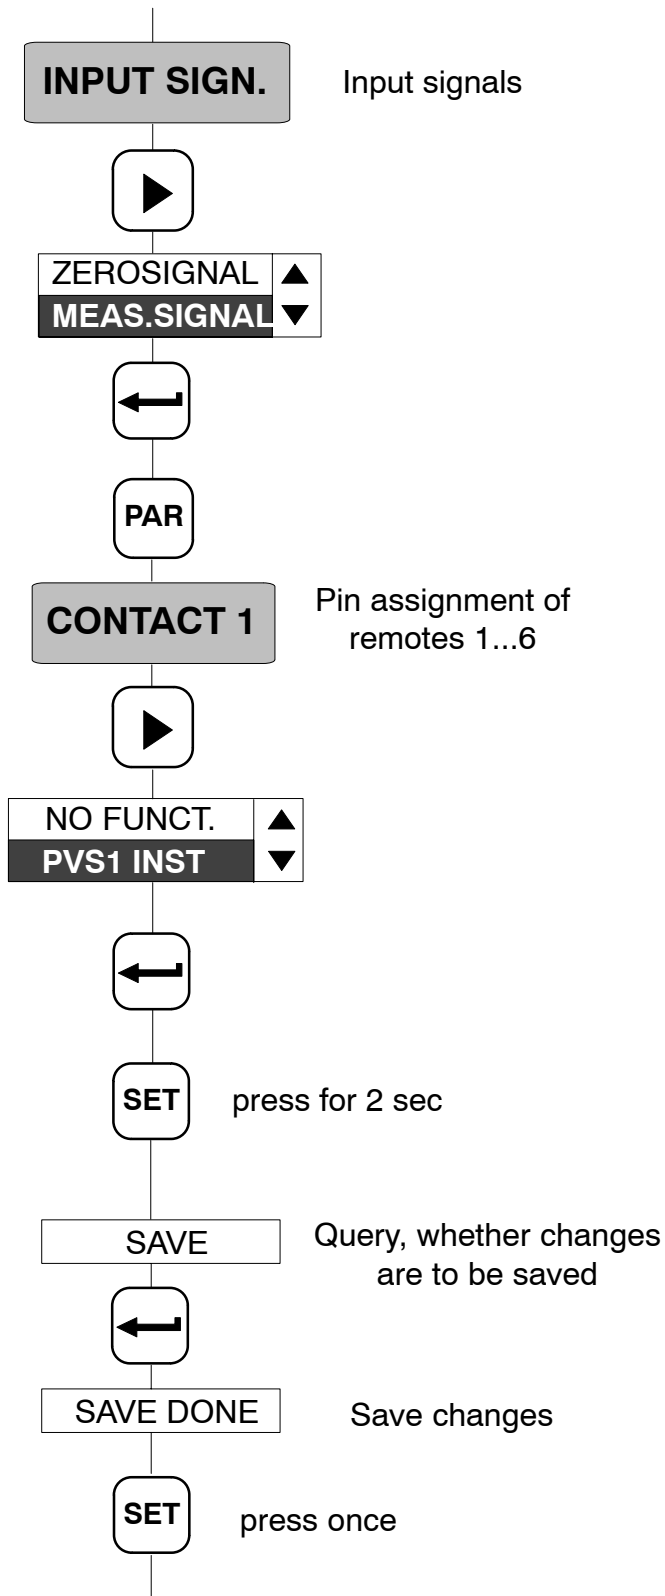 INPUT SIGN.
Input signals
ZEROSIGNAL
MEAS.SIGNAL
PAR
CONTACT 1
Pin assignment of
remotes 1...6
NO FUNCT.
PVS1 INST
SET
press for 2 sec
SAVE
Query, whether changes
are to be saved
SAVE DONE
Save changes
SET
press once